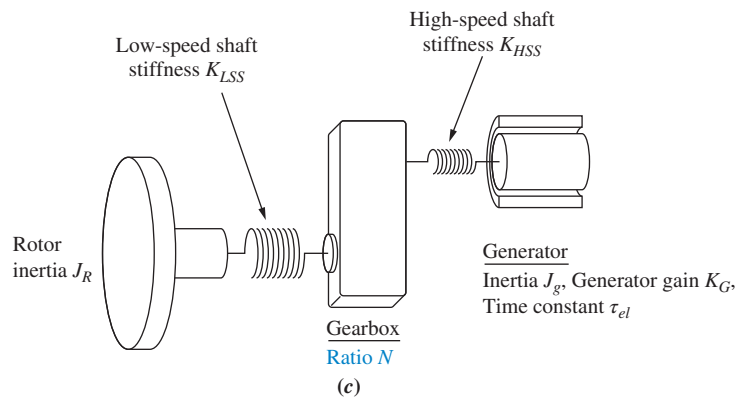 High-speed shaft
stiffness K_HSS
Low-speed shaft
stiffness K_LSS
Rotor
inertia J_R
Generator
Inertia J_g, Generator gain K_G,
Time constant τ_el
Gearbox
Ratio N
(c)